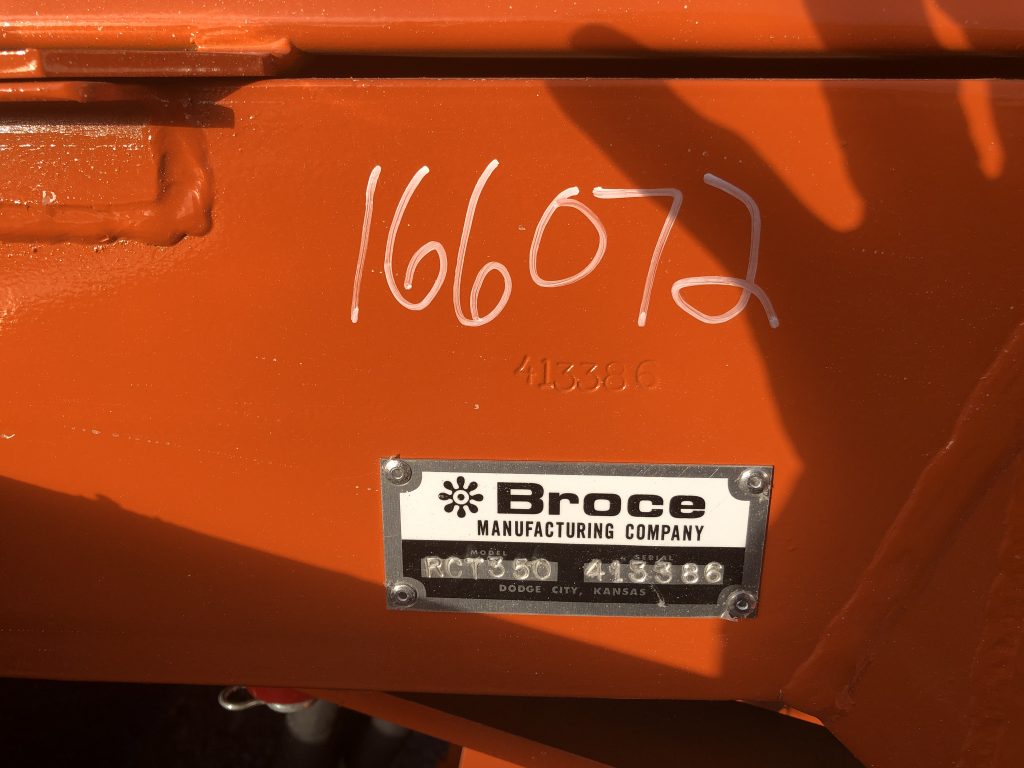 166072
413386
Broce
MANUFACTURING COMPANY
MODEL SERIAL
RCT350 413386
DODGE CITY, KANSAS